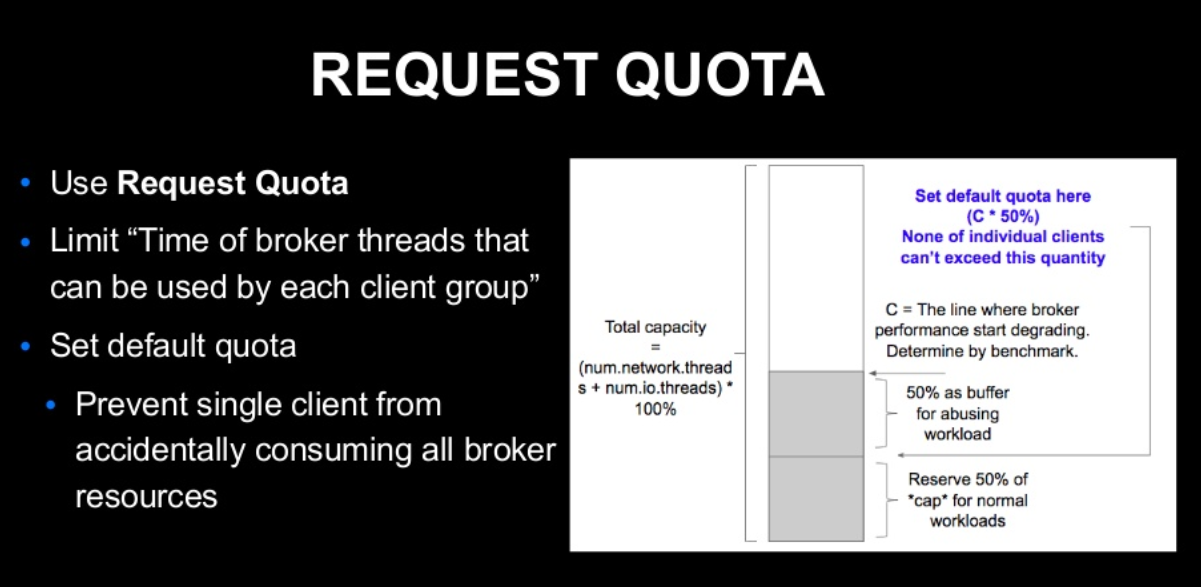 REQUEST QUOTA
• Use Request Quota
• Limit “Time of broker threads that
can be used by each client group”
• Set default quota
• Prevent single client from
accidentally consuming all broker
resources
Total capacity
=
(num.network.thread
s + num.io.threads) *
100%
Set default quota here
(C * 50%)
None of individual clients
can't exceed this quantity
C = The line where broker
performance start degrading.
Determine by benchmark.
50% as buffer
for abusing
workload
Reserve 50% of
*cap* for normal
workloads